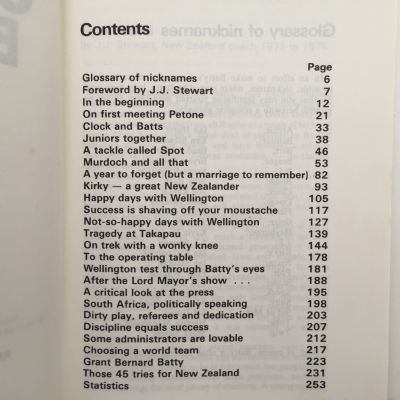 Contents
Page
Glossary of nicknames 6
Foreword by J.J. Stewart 7
In the beginning 12
On first meeting Petone 21
Clock and Batts 33
Juniors together 38
A tackle called Spot 46
Murdoch and all that 53
A year to forget (but a marriage to remember) 82
Kirky — a great New Zealander 93
Happy days with Wellington 105
Success is shaving off your moustache 117
Not-so-happy days with Wellington 127
Tragedy at Takapau 139
On trek with a wonky knee 144
To the operating table 178
Wellington test through Batty's eyes 181
After the Lord Mayor's show . . . 188
A critical look at the press 195
South Africa, politically speaking 198
Dirty play, referees and dedication 203
Discipline equals success 207
Some administrators are lovable 212
Choosing a world team 217
Grant Bernard Batty 223
Those 45 tries for New Zealand 231
Statistics 253